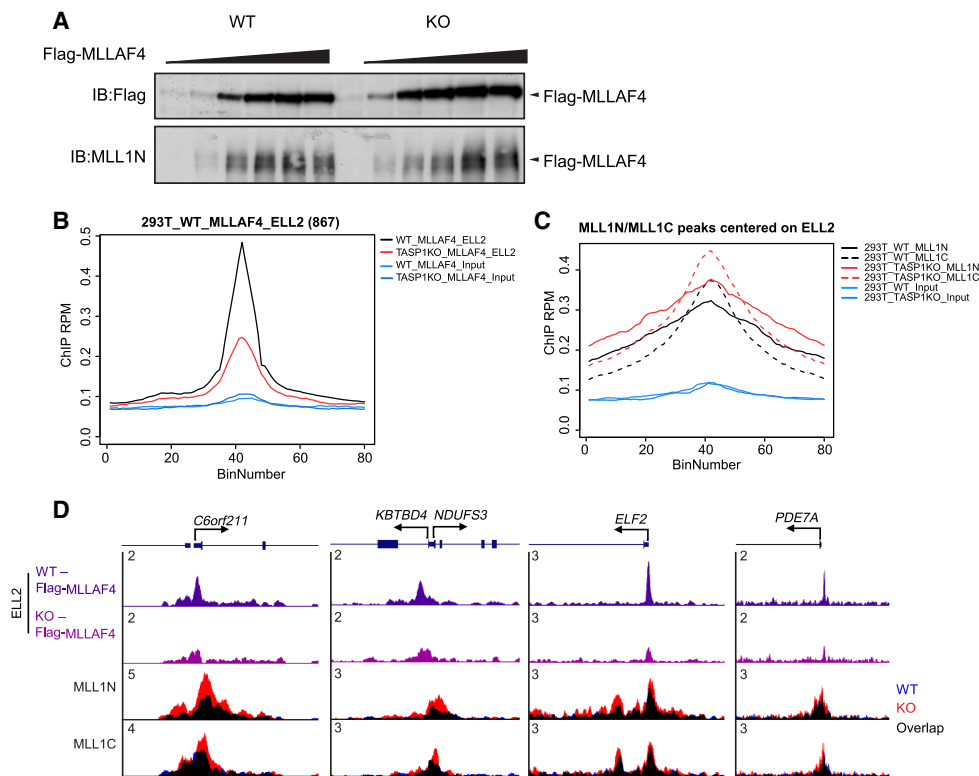 A
WT
KO
Flag-MLLAF4
IB:Flag
Flag-MLLAF4
IB:MLL1N
Flag-MLLAF4
B
293T_WT_MLLAF4_ELL2 (867)
ChIP RPM
0.0
0.1
0.2
0.3
0.4
0.5
0
20
40
60
80
BinNumber
WT_MLLAF4_ELL2
TASP1KO_MLLAF4_ELL2
WT_MLLAF4_Input
TASP1KO_MLLAF4_Input
C
MLL1N/MLL1C peaks centered on ELL2
ChIP RPM
0.0
0.1
0.2
0.3
0.4
0
20
40
60
80
BinNumber
293T_WT_MLL1N
293T_WT_MLL1C
293T_TASP1KO_MLL1N
293T_TASP1KO_MLL1C
293T_WT_Input
293T_TASP1KO_Input
D
C6orf211
KBTBD4 NDUFS3
ELF2
PDE7A
ELL2
WT –
Flag-MLLAF4
2
2
3
2
KO –
Flag-MLLAF4
2
2
3
2
MLL1N
5
3
3
3
MLL1C
4
3
3
3
WT
KO
Overlap